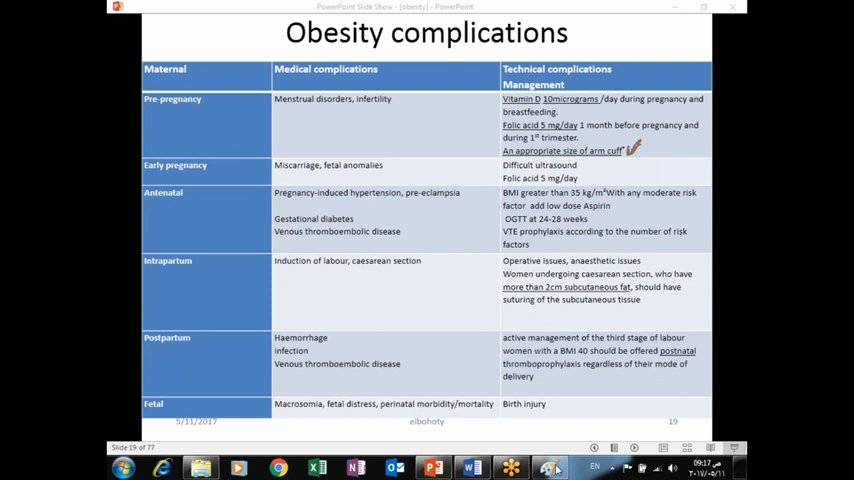 PowerPoint Slide Show - [obesity] - PowerPoint
Obesity complications
Maternal
Medical complications
Technical complications
Management
Pre-pregnancy
Menstrual disorders, infertility
Vitamin D 10micrograms /day during pregnancy and
breastfeeding.
Folic acid 5 mg/day 1 month before pregnancy and
during 1st trimester.
An appropriate size of arm cuff"
Early pregnancy
Miscarriage, fetal anomalies
Difficult ultrasound
Folic acid 5 mg/day
Antenatal
Pregnancy-induced hypertension, pre-eclampsia
Gestational diabetes
Venous thromboembolic disease
BMI greater than 35 kg/m²With any moderate risk
factor  add low dose Aspirin
OGTT at 24-28 weeks
VTE prophylaxis according to the number of risk
factors
Intrapartum
Induction of labour, caesarean section
Operative issues, anaesthetic issues
Women undergoing caesarean section, who have
more than 2cm subcutaneous fat, should have
suturing of the subcutaneous tissue
Postpartum
Haemorrhage
infection
Venous thromboembolic disease
active management of the third stage of labour
women with a BMI 40 should be offered postnatal
thromboprophylaxis regardless of their mode of
delivery
Fetal
Macrosomia, fetal distress, perinatal morbidity/mortality
Birth injury
5/11/2017
elbohoty
19
Slide 19 of 77
EN
09:17 ص
٢٠١٧/٠٥/١١